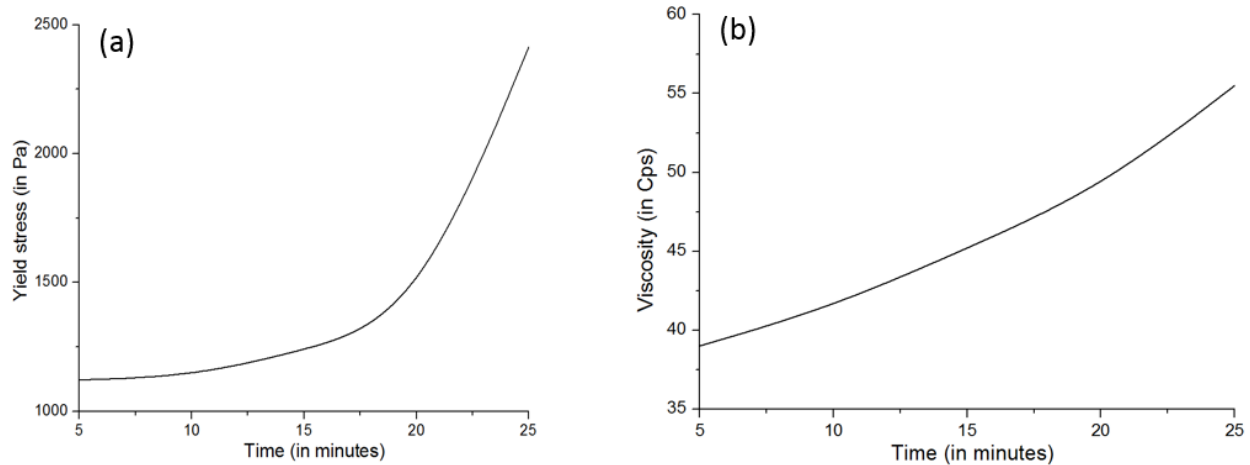 (a)
2500
2000
1500
1000
Yield stress (in Pa)
5 10 15 20 25
Time (in minutes)
(b)
60
55
50
45
40
35
Viscosity (in Cps)
5 10 15 20 25
Time (in minutes)